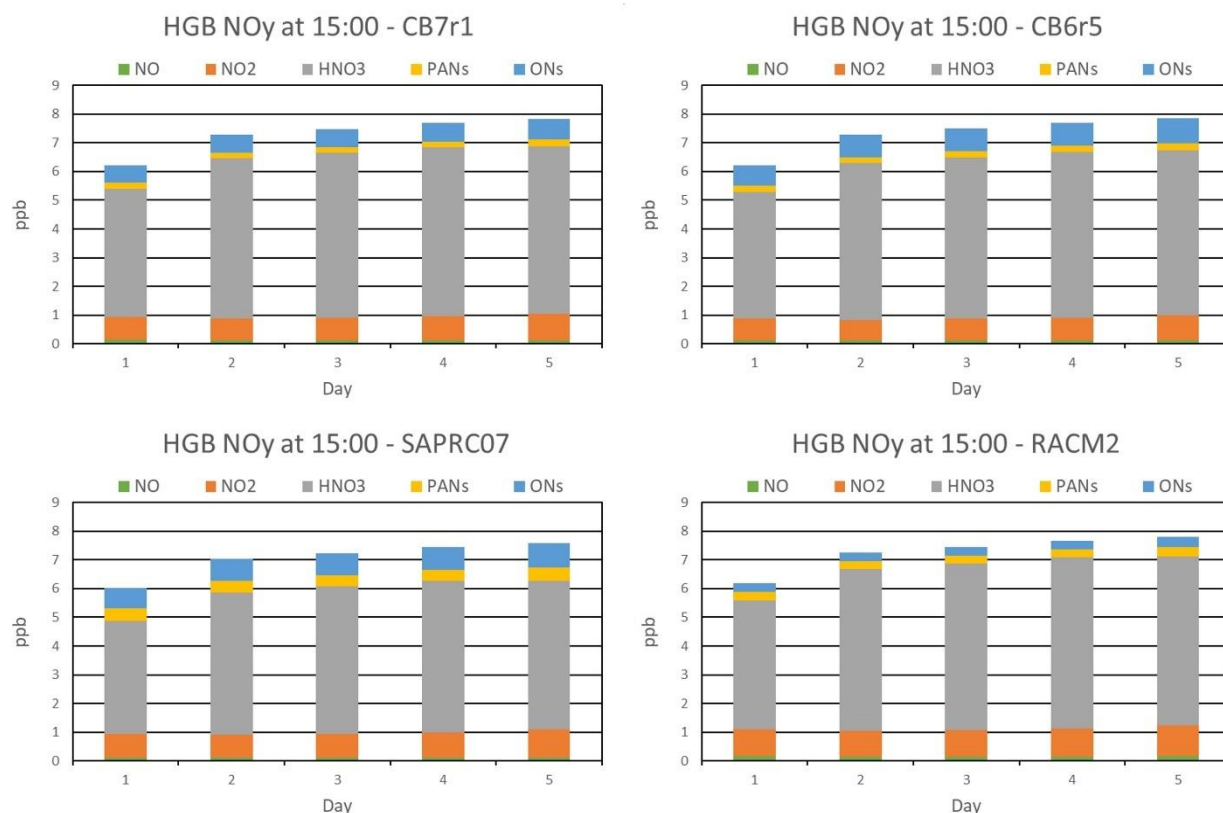 HGB NOy at 15:00 - CB7r1
NO NO2 HNO3 PANs ONs
9
8
7
6
5
4
3
2
1
0
ppb
1 2 3 4 5
Day
HGB NOy at 15:00 - CB6r5
NO NO2 HNO3 PANs ONs
9
8
7
6
5
4
3
2
1
0
ppb
1 2 3 4 5
Day
HGB NOy at 15:00 - SAPRC07
NO NO2 HNO3 PANs ONs
9
8
7
6
5
4
3
2
1
0
ppb
1 2 3 4 5
Day
HGB NOy at 15:00 - RACM2
NO NO2 HNO3 PANs ONs
9
8
7
6
5
4
3
2
1
0
ppb
1 2 3 4 5
Day